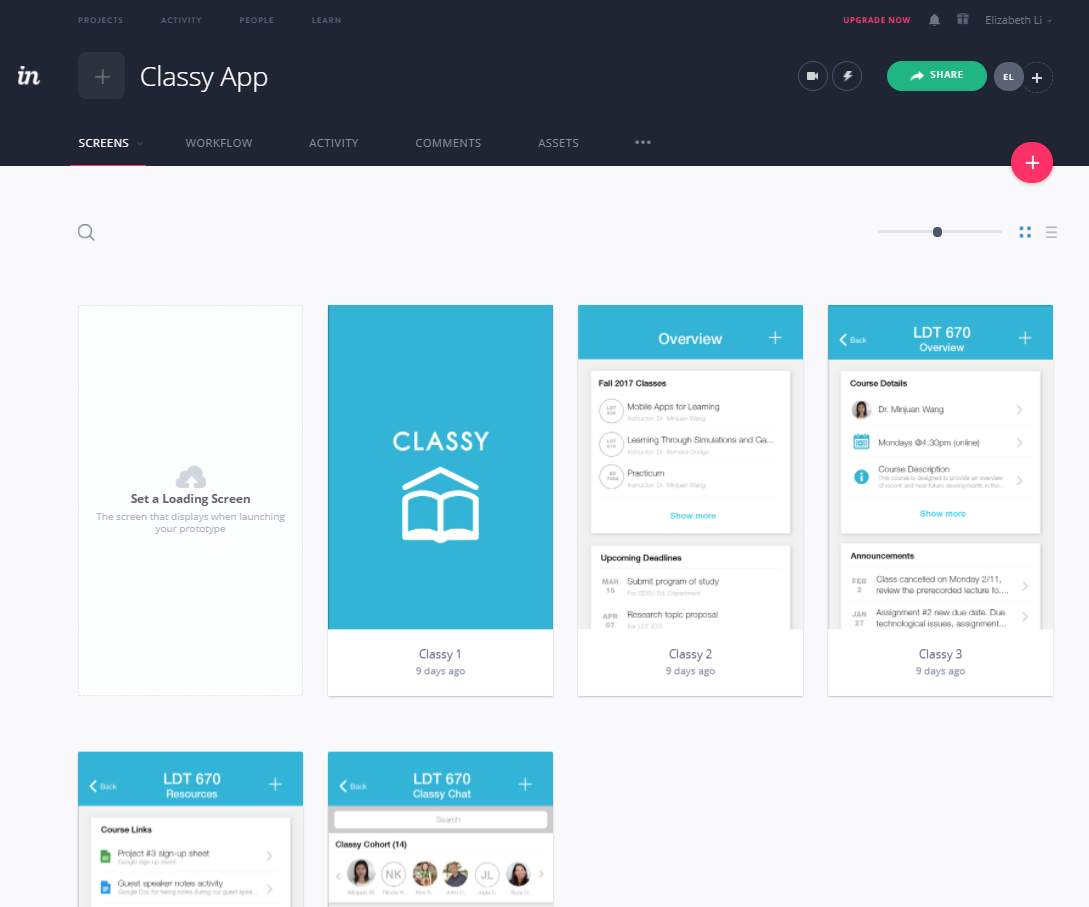 PROJECTS ACTIVITY PEOPLE LEARN UPGRADE NOW Elizabeth Li
in Classy App SHARE EL
SCREENS WORKFLOW ACTIVITY COMMENTS ASSETS
Set a Loading Screen
The screen that displays when launching
your prototype
CLASSY
Classy 1
9 days ago
Overview
Fall 2017 Classes
Mobile Apps for Learning
Instructor: Dr. Minjuan Wang
Learning Through Simulations and Ga...
Practicum
Instructor: Dr. Minjuan Wang
Show more
Upcoming Deadlines
MAR
15
Submit program of study
APR
07
Research topic proposal
For LDT 670
Classy 2
9 days ago
LDT 670
Back
Overview
Course Details
Dr. Minjuan Wang
Mondays @4:30pm (online)
Course Description
This course is designed to provide an overview
of recent and near future developments in the...
Show more
Announcements
FEB
2
Class cancelled on Monday 2/11,
review the prerecorded lecture fo....
JAN
27
Assignment #2 new due date. Due
technological issues, assignment...
Classy 3
9 days ago
LDT 670
Back
Resources
Course Links
Project #3 sign-up sheet
Google sign-up sheet
Guest speaker notes activity
Google Doc for taking notes during our guest spea...
LDT 670
Back
Classy Chat
Search
Classy Cohort (14)
NK JL
Minjuan W.